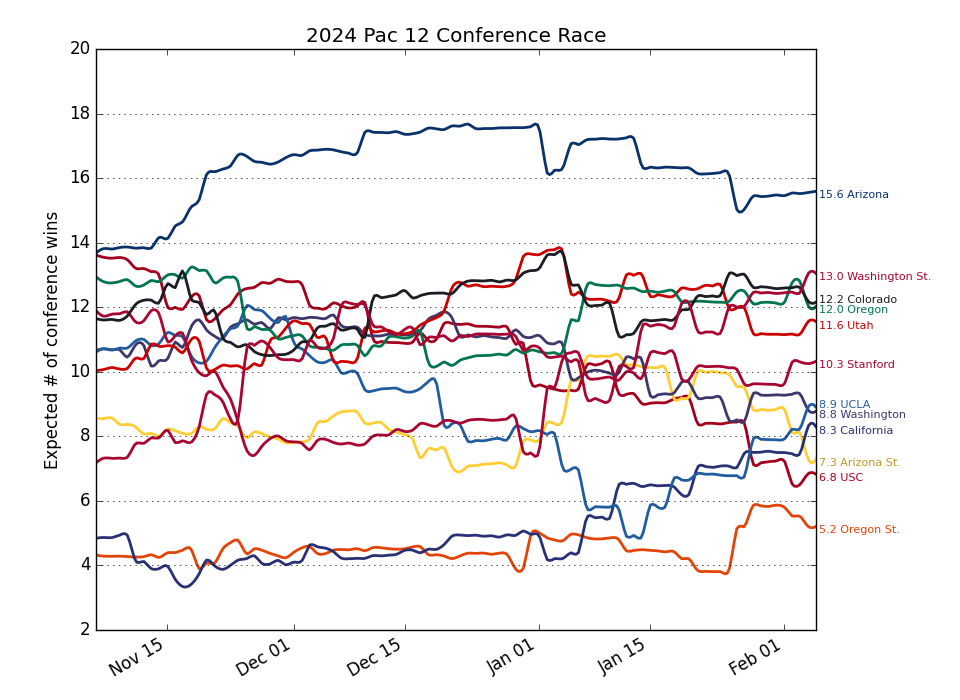 2024 Pac 12 Conference Race
Expected # of conference wins
20
18
16
14
12
10
8
6
4
2
Nov 15
Dec 01
Dec 15
Jan 01
Jan 15
Feb 01
15.6 Arizona
13.0 Washington St.
12.2 Colorado
12.0 Oregon
11.6 Utah
10.3 Stanford
8.9 UCLA
8.8 Washington
8.3 California
7.3 Arizona St.
6.8 USC
5.2 Oregon St.